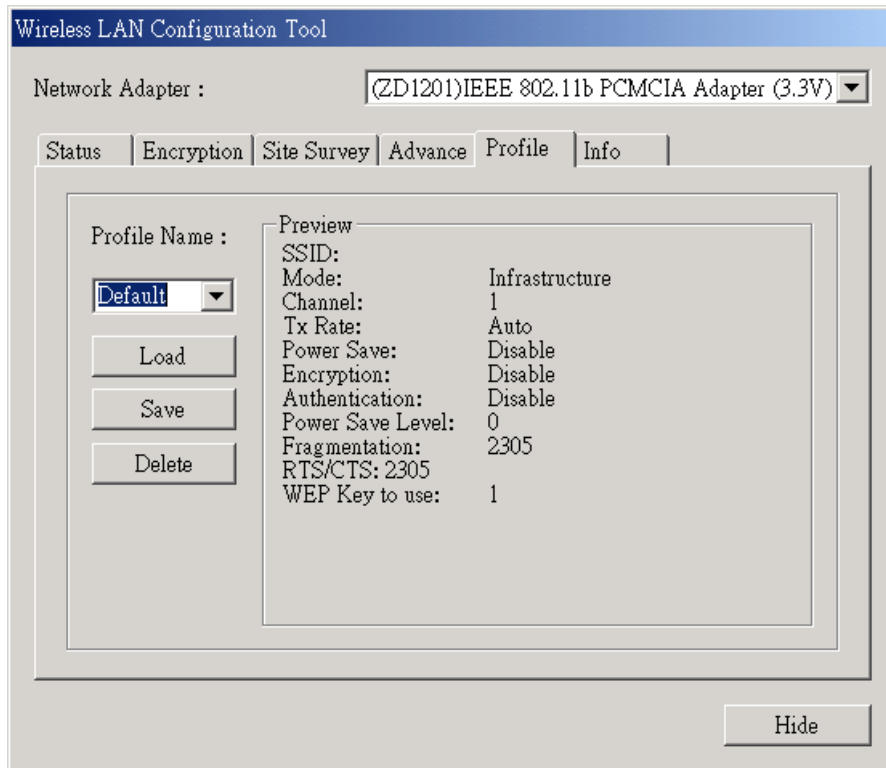 Wireless LAN Configuration Tool
Network Adapter : (ZD1201)IEEE 802.11b PCMCIA Adapter (3.3V)
Status Encryption Site Survey Advance Profile Info
Profile Name :
Default
Load
Save
Delete
Preview
SSID:
Mode: Infrastructure
Channel: 1
Tx Rate: Auto
Power Save: Disable
Encryption: Disable
Authentication: Disable
Power Save Level: 0
Fragmentation: 2305
RTS/CTS: 2305
WEP Key to use: 1
Hide